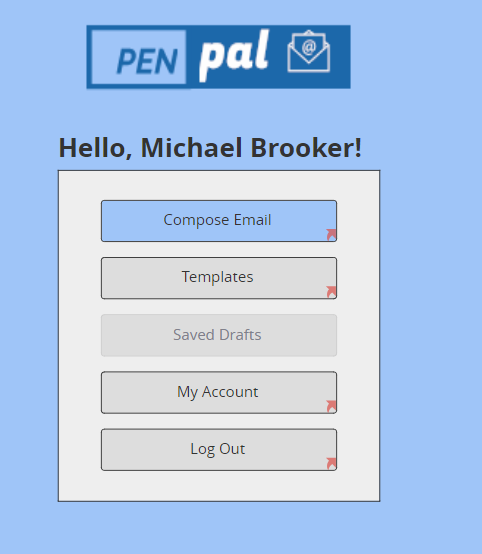 PEN pal @
Hello, Michael Brooker!
Compose Email
Templates
Saved Drafts
My Account
Log Out